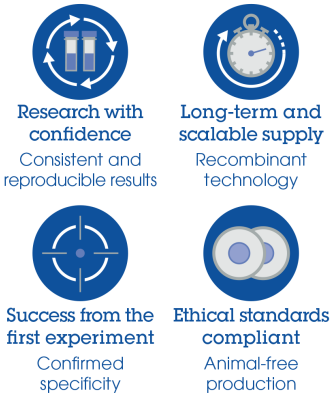 Research with
confidence
Consistent and
reproducible results
Long-term and
scalable supply
Recombinant
technology
Success from the
first experiment
Confirmed
specificity
Ethical standards
compliant
Animal-free
production